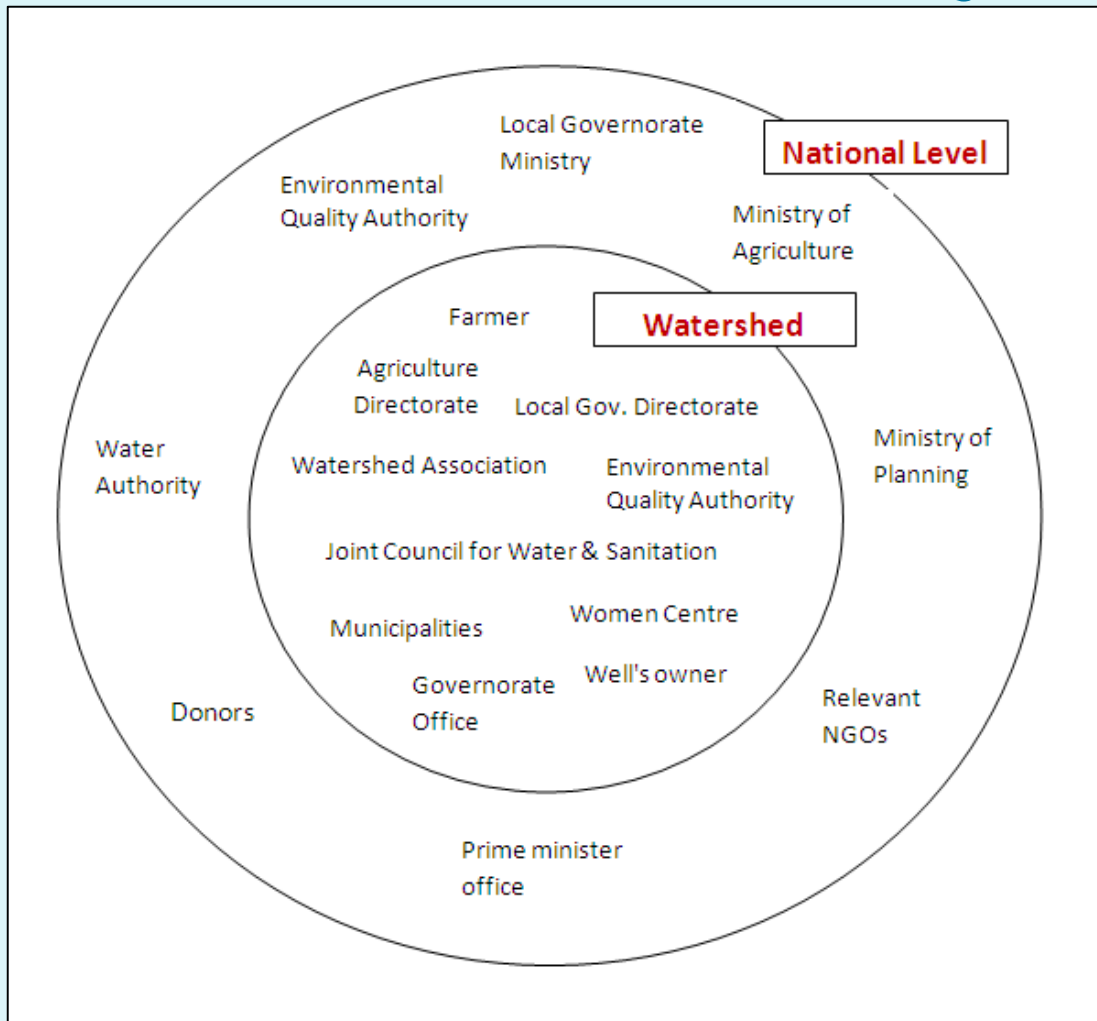 Local Governorate
Ministry
National Level
Environmental
Quality Authority
Ministry of
Agriculture
Farmer
Watershed
Agriculture
Directorate
Local Gov. Directorate
Water
Authority
Watershed Association
Environmental
Quality Authority
Ministry of
Planning
Joint Council for Water & Sanitation
Municipalities
Women Centre
Governorate
Office
Well's owner
Donors
Relevant
NGOs
Prime minister
office